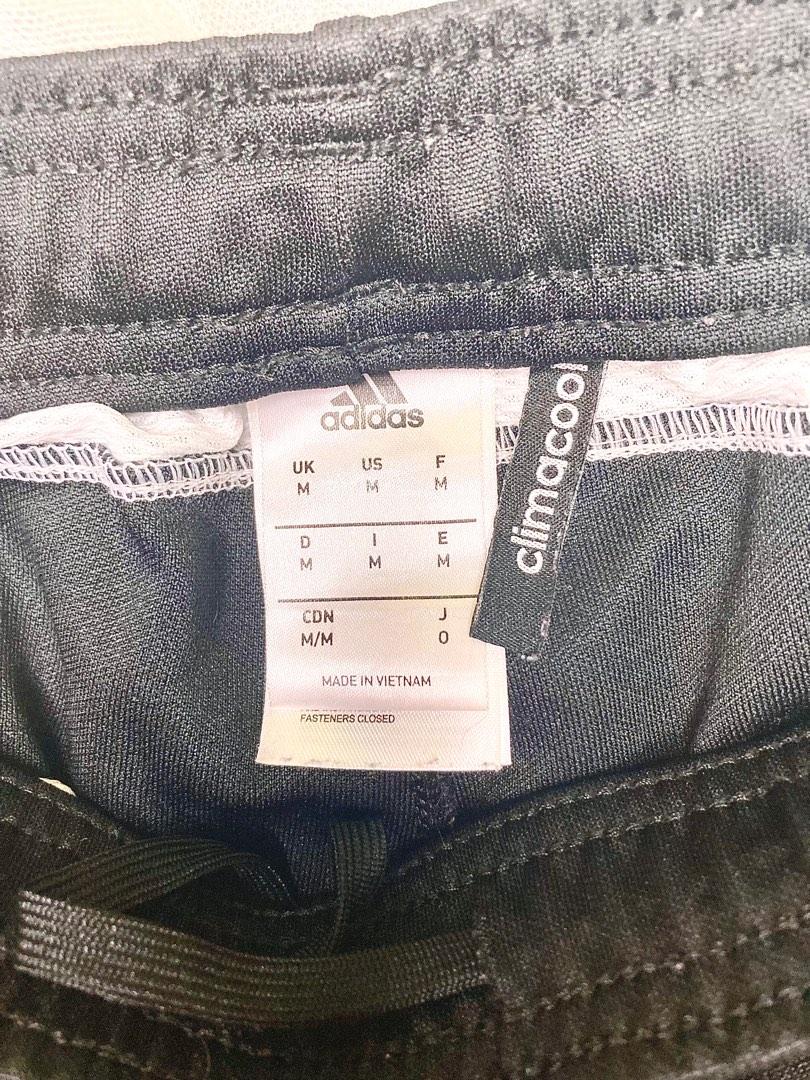 adidas
UK US F
M M M
D I E
M M M
CDN J
M/M O
MADE IN VIETNAM
FASTENERS CLOSED
climacool